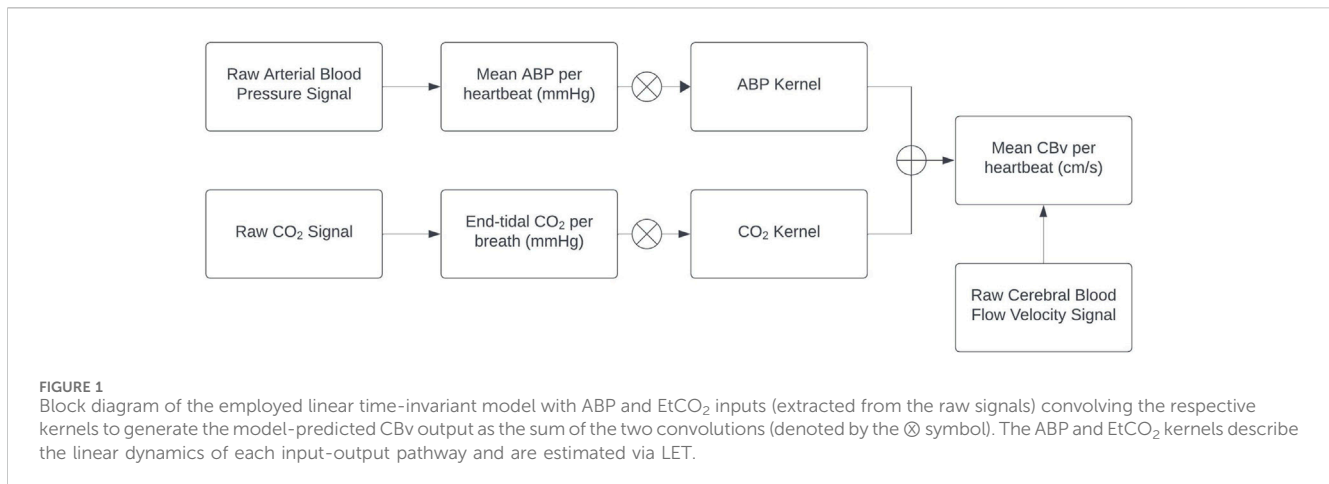 Raw Arterial Blood
Pressure Signal
Mean ABP per
heartbeat (mmHg)
ABP Kernel
Mean CBv per
heartbeat (cm/s)
Raw CO₂ Signal
End-tidal CO₂ per
breath (mmHg)
CO₂ Kernel
Raw Cerebral Blood
Flow Velocity Signal
FIGURE 1
Block diagram of the employed linear time-invariant model with ABP and EtCO₂ inputs (extracted from the raw signals) convolving the respective
kernels to generate the model-predicted CBv output as the sum of the two convolutions (denoted by the ⊗ symbol). The ABP and EtCO₂ kernels describe
the linear dynamics of each input-output pathway and are estimated via LET.